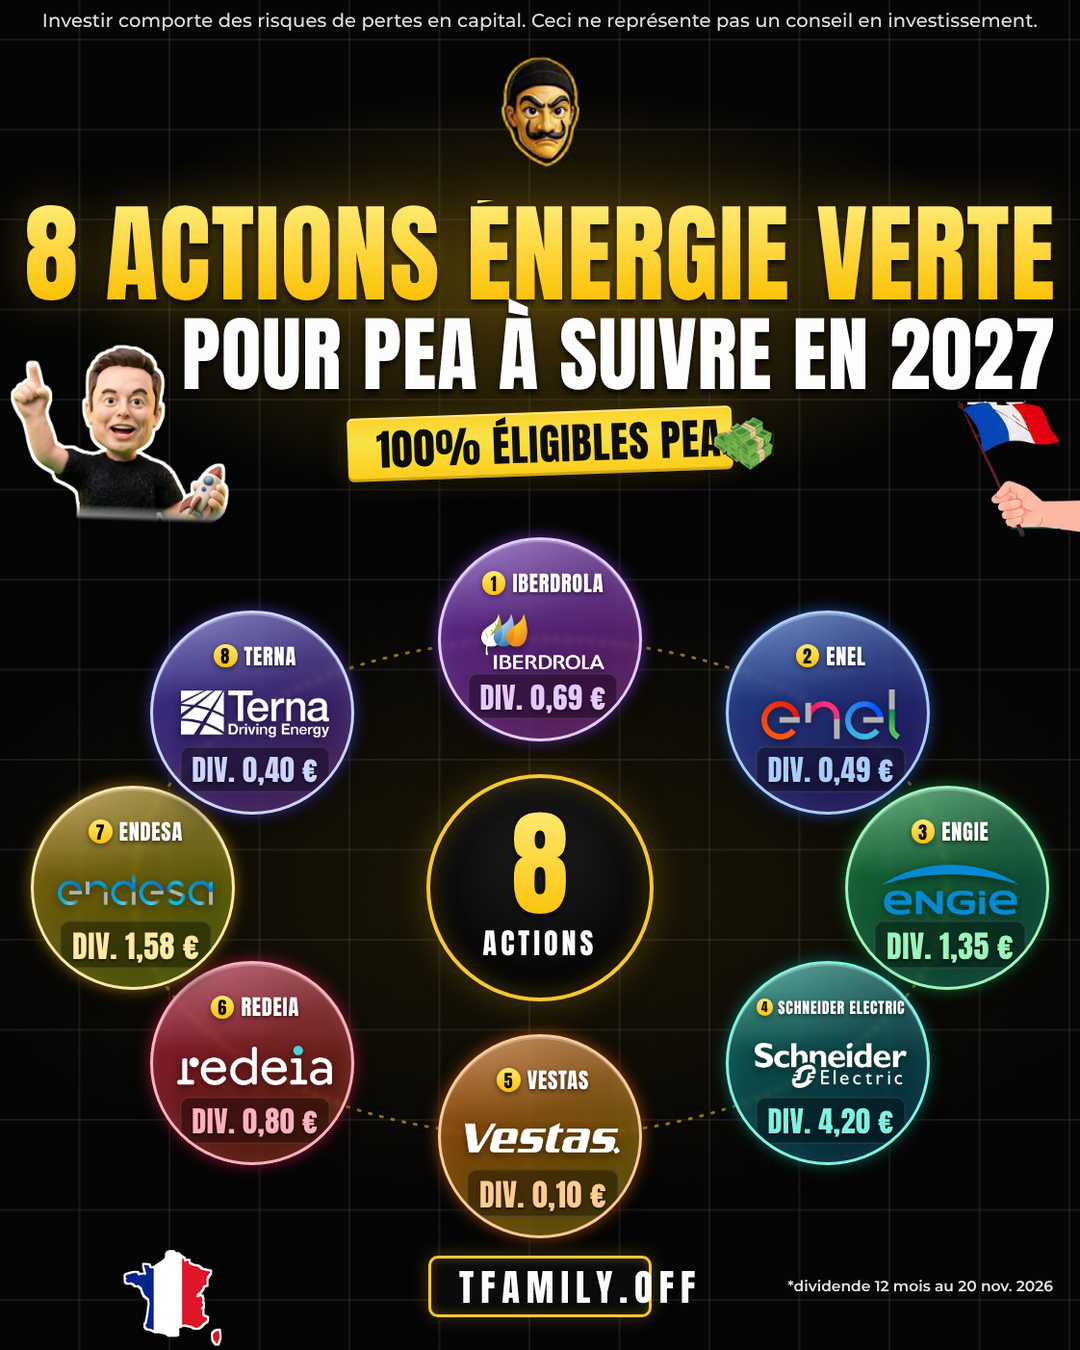 Investir comporte des risques de pertes en capital. Ceci ne représente pas un conseil en investissement.
8 ACTIONS ÉNERGIE VERTE
POUR PEA À SUIVRE EN 2027
100% ÉLIGIBLES PEA
1 IBERDROLA
IBERDROLA
DIV. 0,69 €
8 TERNA
Terna
Driving Energy
DIV. 0,40 €
2 ENEL
enel
DIV. 0,49 €
7 ENDESA
endesa
DIV. 1,58 €
8
ACTIONS
3 ENGIE
ENGIE
DIV. 1,35 €
6 REDEIA
redeia
DIV. 0,80 €
4 SCHNEIDER ELECTRIC
Schneider
Electric
DIV. 4,20 €
5 VESTAS
Vestas.
DIV. 0,10 €
TFAMILY.OFF
*dividende 12 mois au 20 nov. 2026